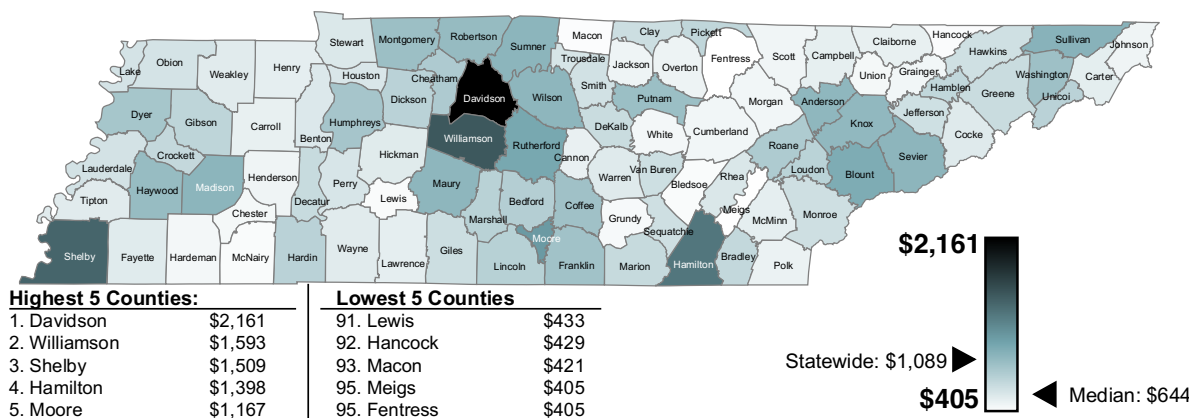 Stewart
Montgomery
Robertson
Sumner
Macon
Clay
Pickett
Scott
Campbell
Claiborne
Hancock
Hawkins
Sullivan
Johnson
Lake
Obion
Weakley
Henry
Houston
Cheatham
Trousdale
Jackson
Overton
Fentress
Union
Grainger
Hamblen
Washington
Carter
Smith
Putnam
Morgan
Anderson
Greene
Unicoi
Dyer
Gibson
Carroll
Benton
Humphreys
Dickson
Davidson
Wilson
DeKalb
White
Cumberland
Knox
Jefferson
Cocke
Lauderdale
Crockett
Hickman
Williamson
Rutherford
Cannon
Roane
Sevier
Haywood
Madison
Henderson
Decatur
Perry
Lewis
Maury
Warren
Van Buren
Bledsoe
Rhea
Loudon
Blount
Tipton
Chester
Marshall
Bedford
Coffee
Grundy
Sequatchie
Meigs
McMinn
Monroe
Shelby
Fayette
Hardeman
McNairy
Hardin
Wayne
Lawrence
Giles
Lincoln
Moore
Franklin
Marion
Hamilton
Bradley
Polk
Highest 5 Counties:
1. Davidson $2,161
2. Williamson $1,593
3. Shelby $1,509
4. Hamilton $1,398
5. Moore $1,167
Lowest 5 Counties
91. Lewis $433
92. Hancock $429
93. Macon $421
95. Meigs $405
95. Fentress $405
$2,161
Statewide: $1,089
$405
Median: $644